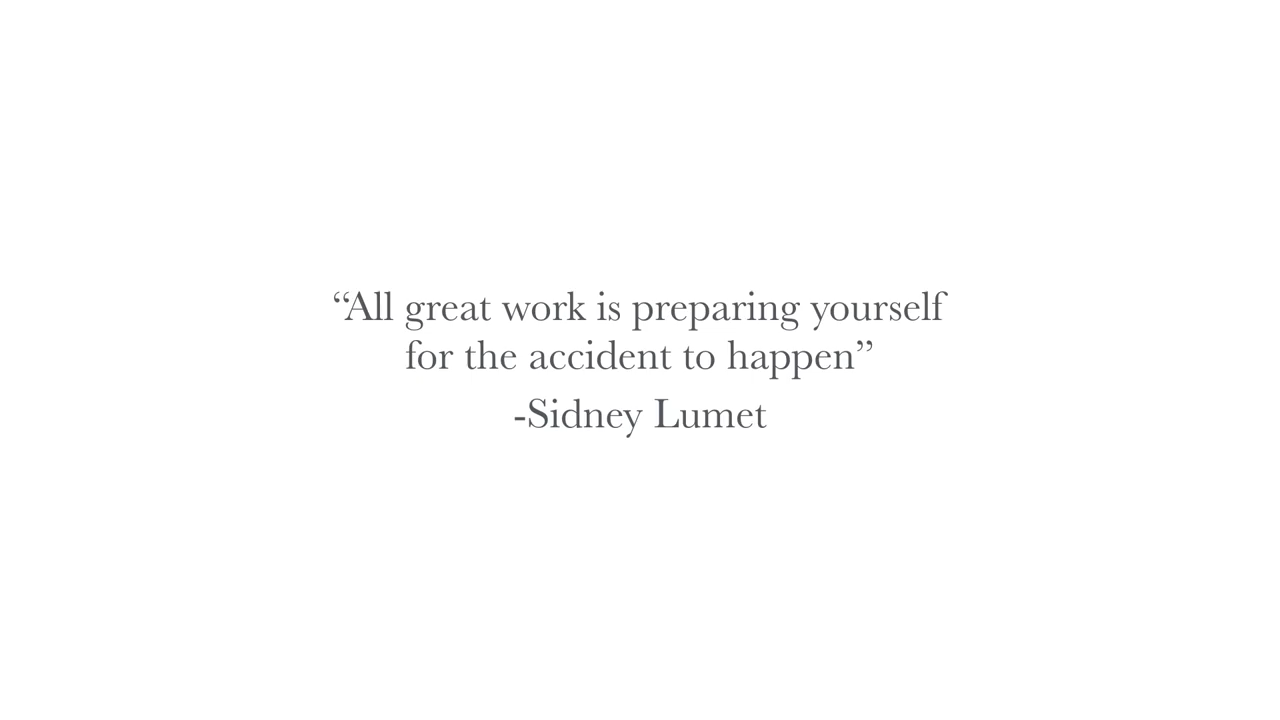 “All great work is preparing yourself
for the accident to happen”
-Sidney Lumet